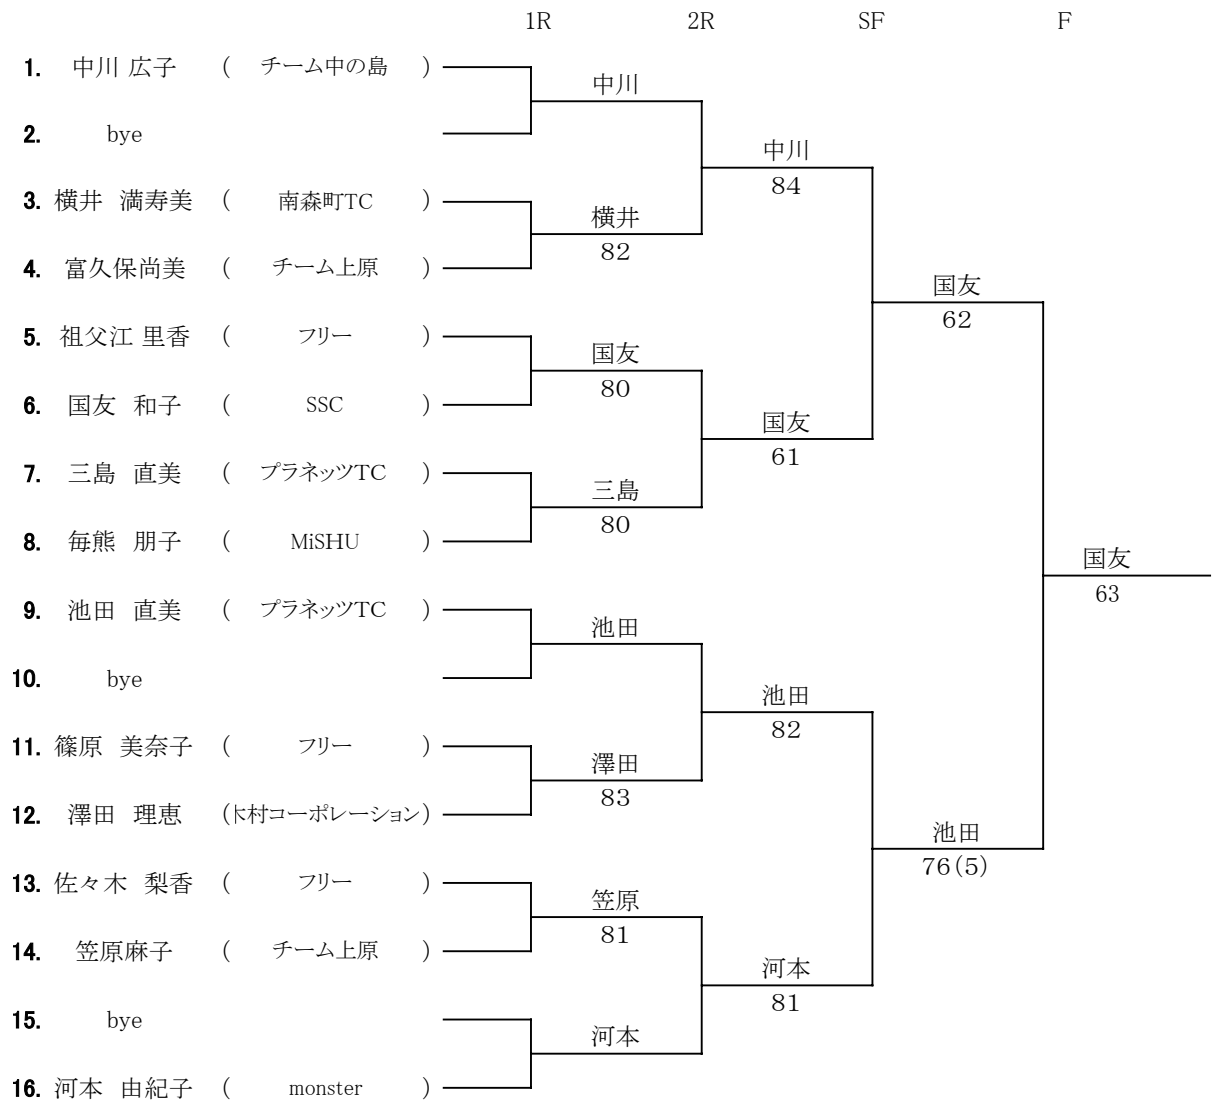 1R 2R SF F
1. 中川 広子 ( チーム中の島 )
中川
2. bye
中川
84
3. 横井 満寿美 ( 南森町TC )
横井
82
4. 富久保尚美 ( チーム上原 )
国友
62
5. 祖父江 里香 ( フリー )
国友
80
6. 国友 和子 ( SSC )
国友
61
7. 三島 直美 ( プラネッツTC )
三島
80
8. 毎熊 朋子 ( MiSHU )
国友
63
9. 池田 直美 ( プラネッツTC )
池田
10. bye
池田
82
11. 篠原 美奈子 ( フリー )
澤田
83
12. 澤田 理恵 (木村コーポレーション)
池田
76(5)
13. 佐々木 梨香 ( フリー )
笠原
81
14. 笠原麻子 ( チーム上原 )
河本
81
15. bye
河本
16. 河本 由紀子 ( monster )